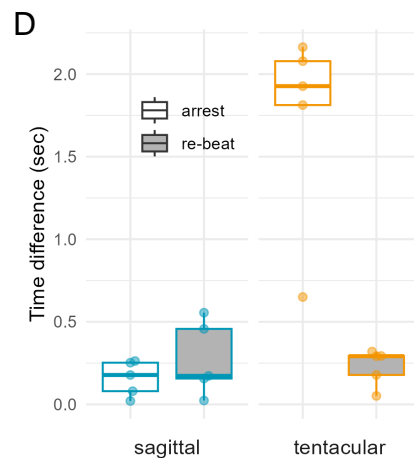 D
Time difference (sec)
2.0
1.5
1.0
0.5
0.0
arrest
re-beat
sagittal
tentacular